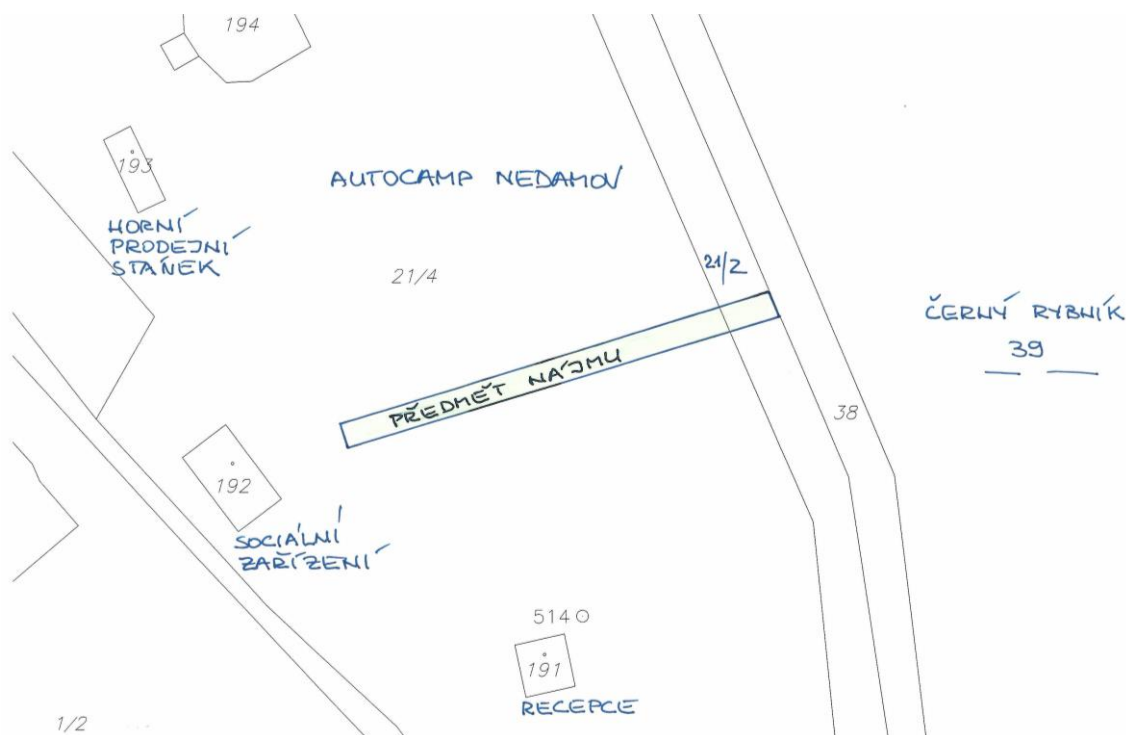 194
193
AUTOCAMP NEDAMOV
HORNÍ
PRODEJNÍ
STÁNEK
21/4
21/2
ČERNÝ RYBNÍK
39
PŘEDMĚT NÁJMU
38
192
SOCIÁLNÍ
ZAŘÍZENÍ
514
191
RECEPCE
1/2